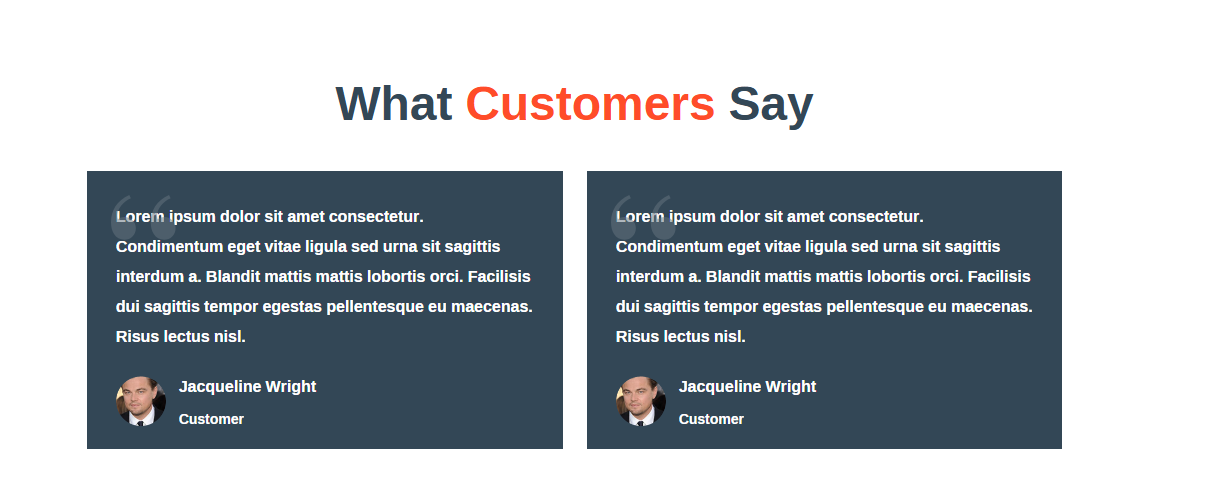 What Customers Say
“
Lorem ipsum dolor sit amet consectetur.
Condimentum eget vitae ligula sed urna sit sagittis
interdum a. Blandit mattis mattis lobortis orci. Facilisis
dui sagittis tempor egestas pellentesque eu maecenas.
Risus lectus nisl.
Jacqueline Wright
Customer
“
Lorem ipsum dolor sit amet consectetur.
Condimentum eget vitae ligula sed urna sit sagittis
interdum a. Blandit mattis mattis lobortis orci. Facilisis
dui sagittis tempor egestas pellentesque eu maecenas.
Risus lectus nisl.
Jacqueline Wright
Customer